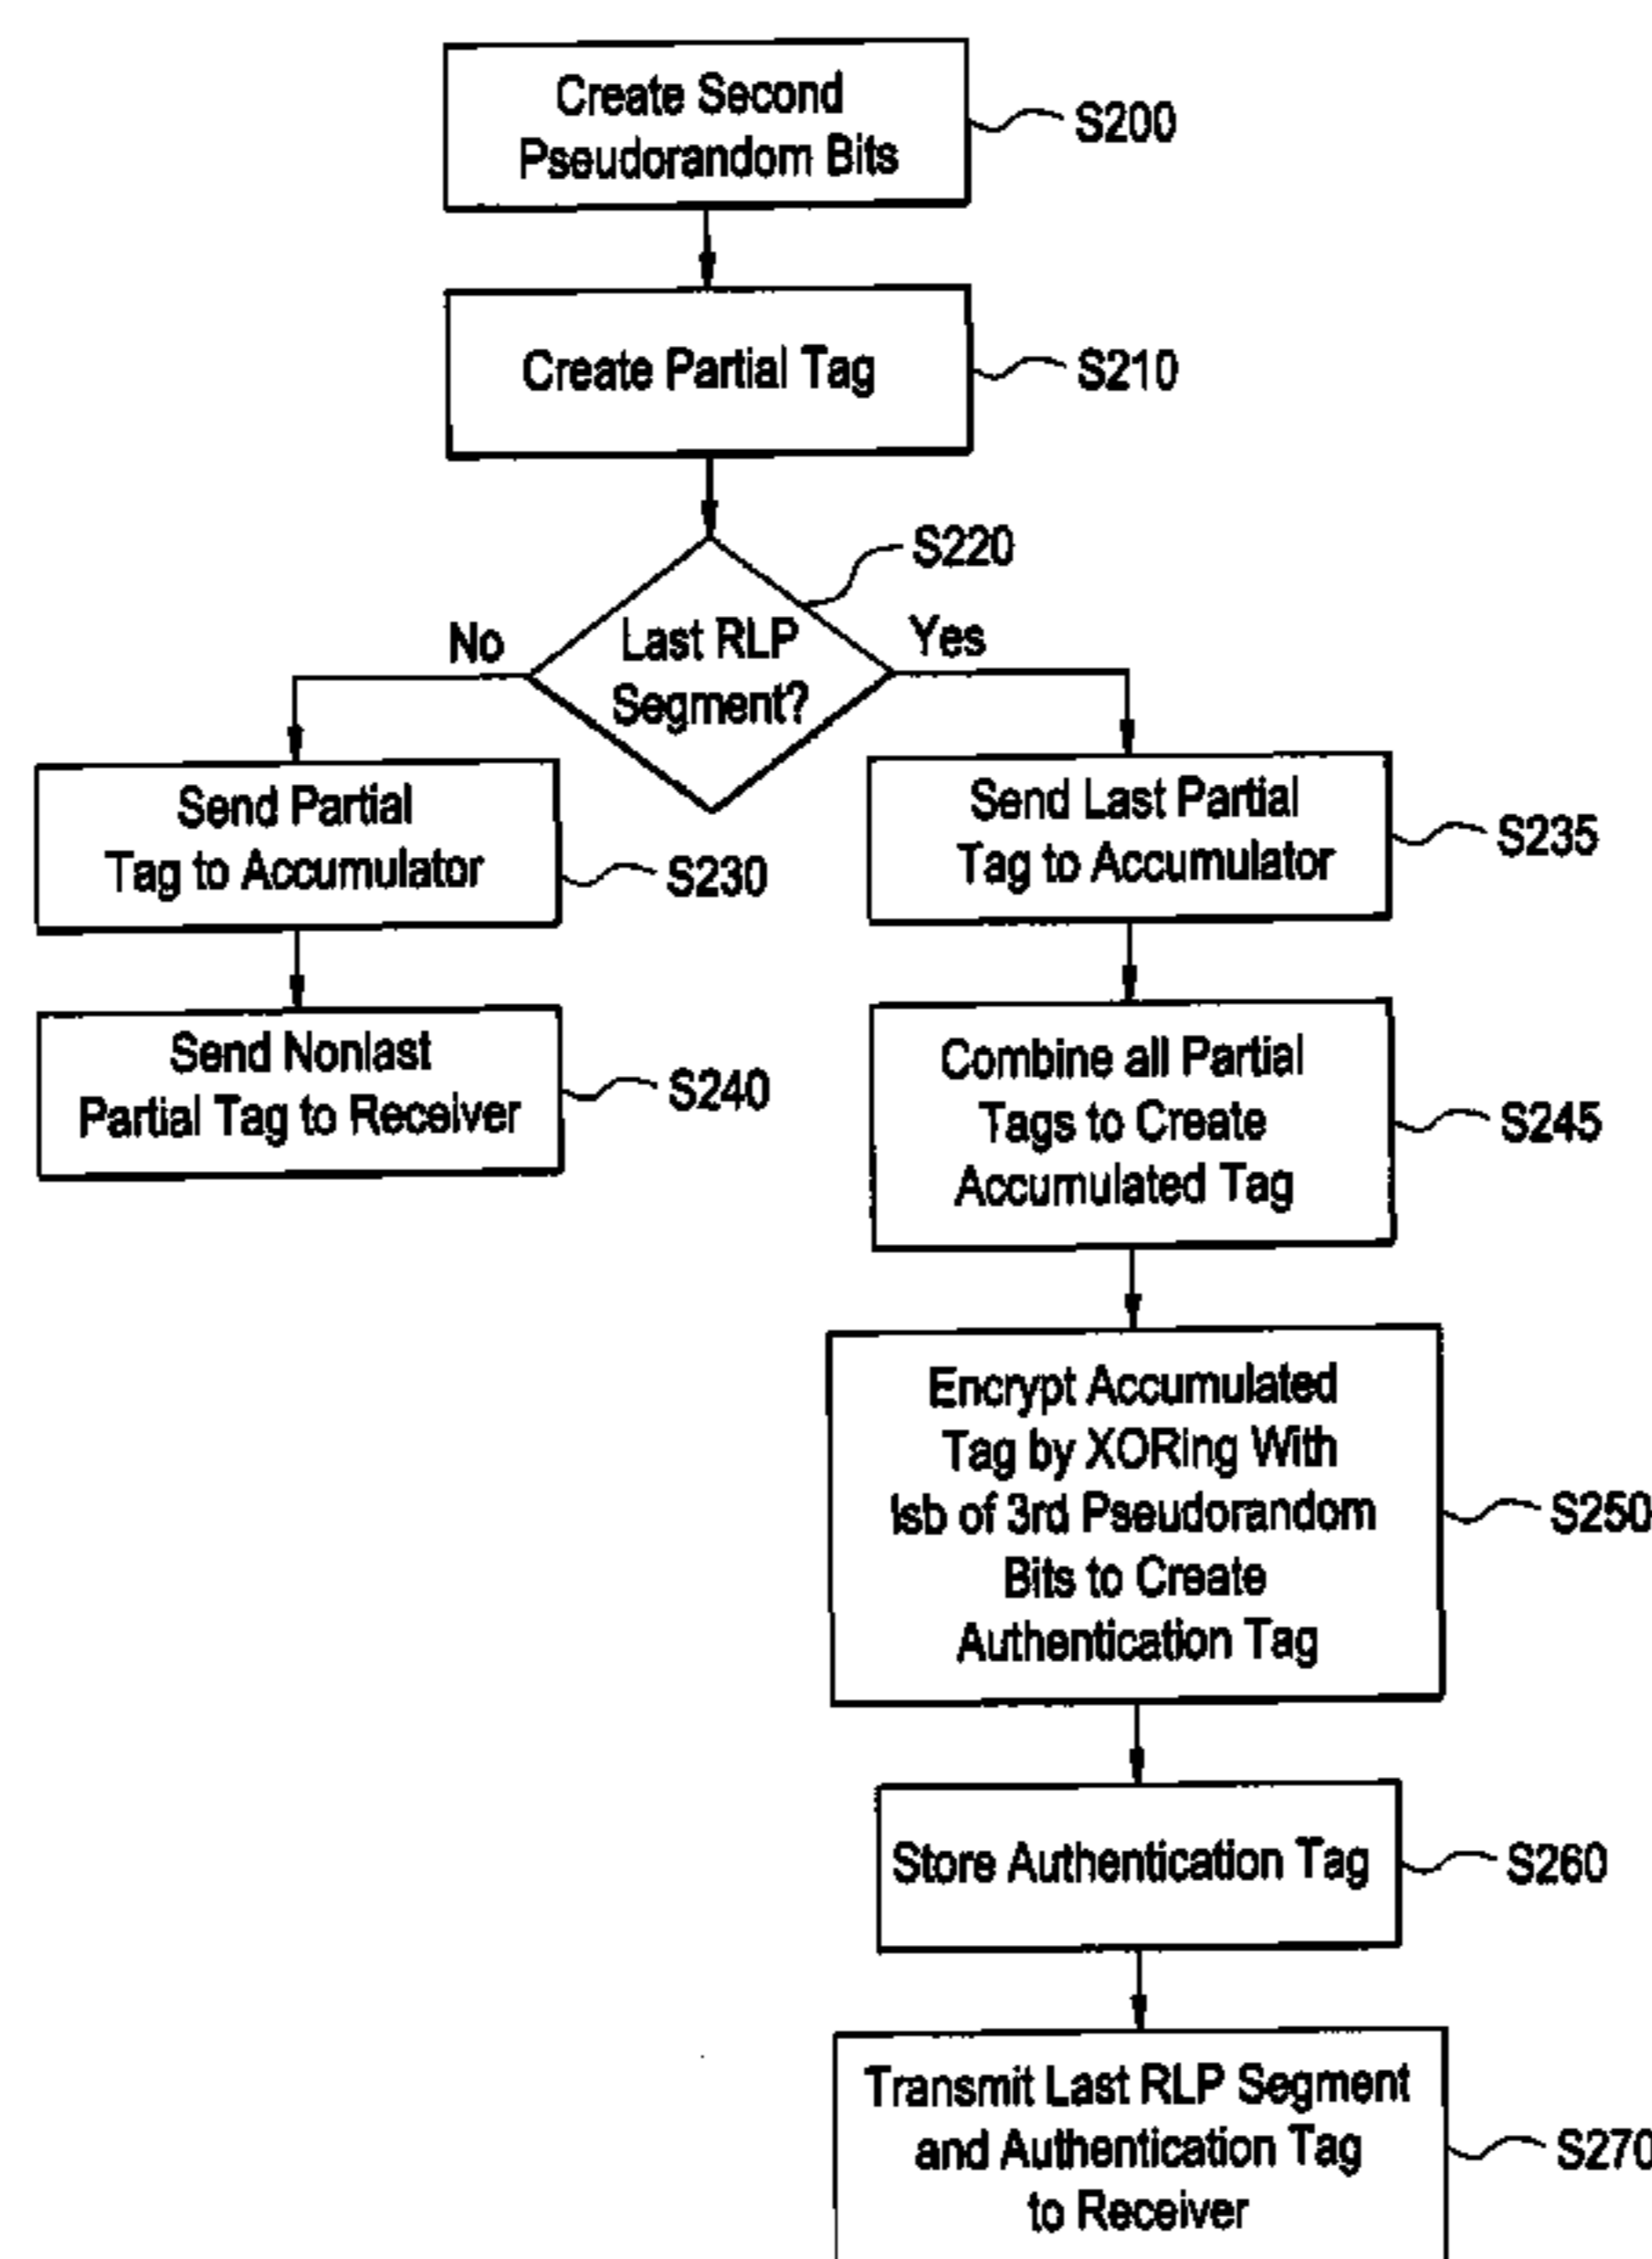 Create Second
Pseudorandom Bits
S200
Create Partial Tag
S210
S220
No
Last RLP
Segment?
Yes
Send Partial
Tag to Accumulator
S230
Send Last Partial
Tag to Accumulator
S235
Send Nonlast
Partial Tag to Receiver
S240
Combine all Partial
Tags to Create
Accumulated Tag
S245
Encrypt Accumulated
Tag by XORing With
lsb of 3rd Pseudorandom
Bits to Create
Authentication Tag
S250
Store Authentication Tag
S260
Transmit Last RLP Segment
and Authentication Tag
to Receiver
S270